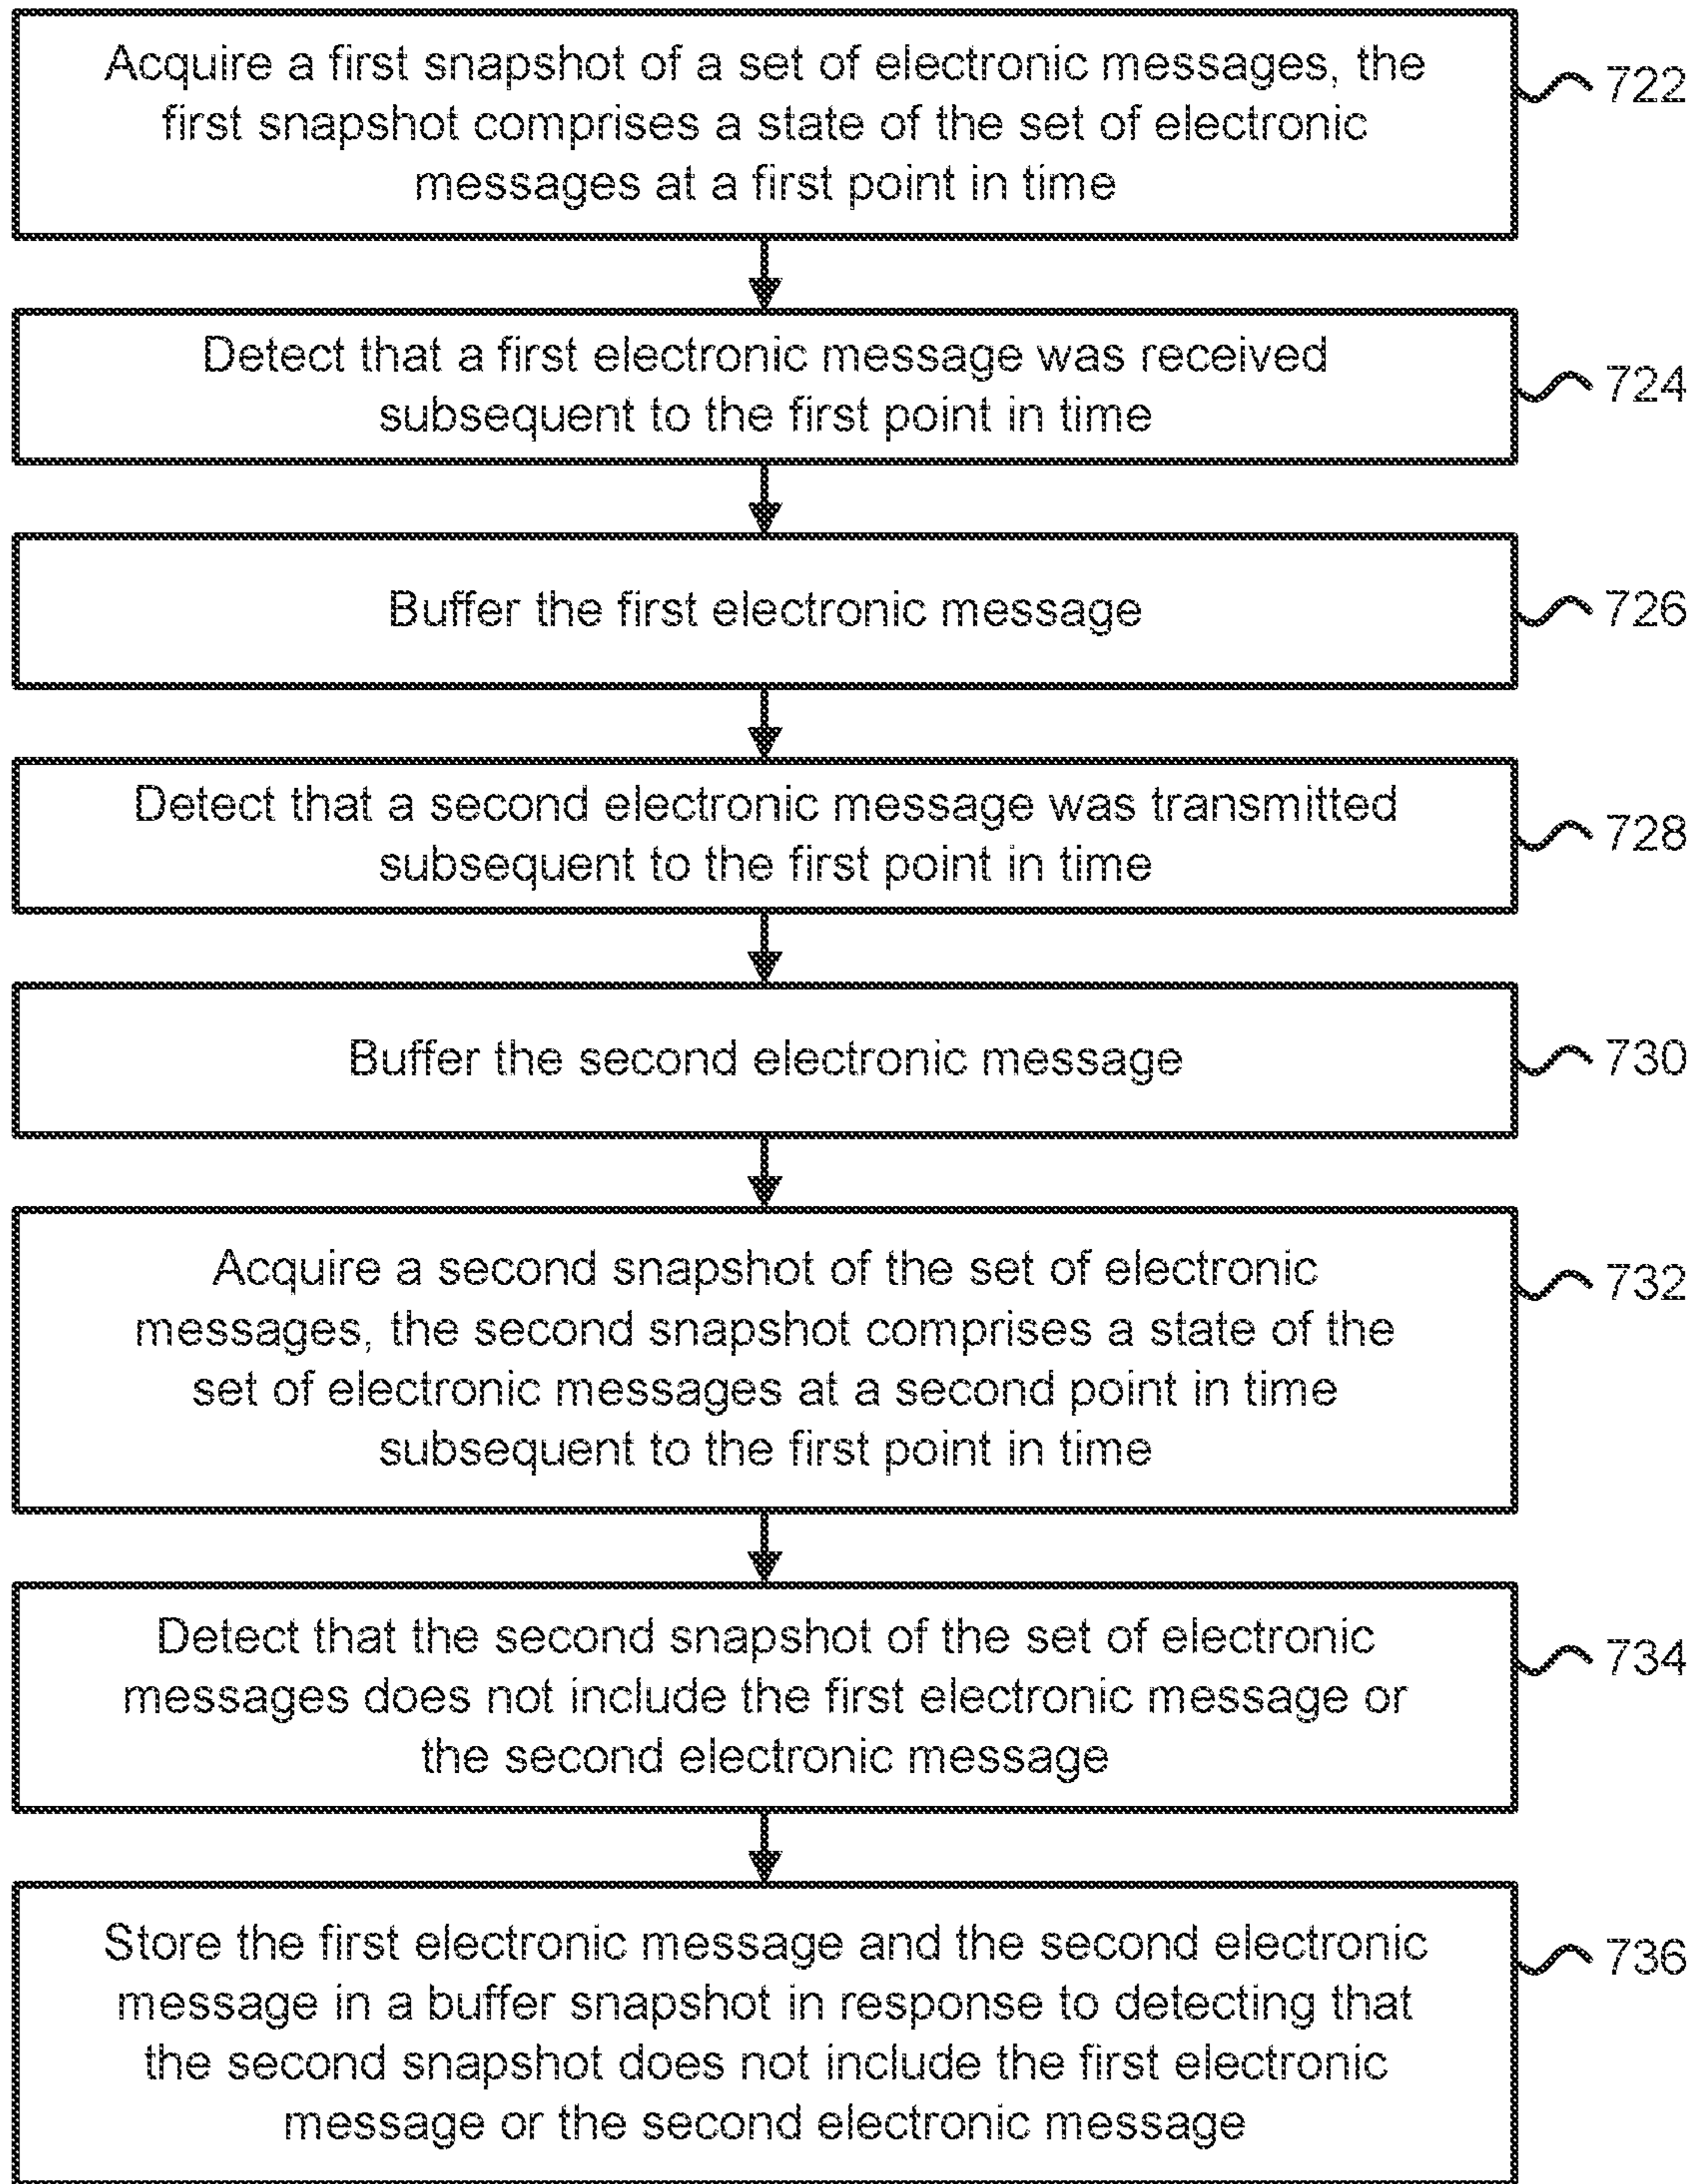 Acquire a first snapshot of a set of electronic messages, the
first snapshot comprises a state of the set of electronic
messages at a first point in time
722
Detect that a first electronic message was received
subsequent to the first point in time
724
Buffer the first electronic message
726
Detect that a second electronic message was transmitted
subsequent to the first point in time
728
Buffer the second electronic message
730
Acquire a second snapshot of the set of electronic
messages, the second snapshot comprises a state of the
set of electronic messages at a second point in time
subsequent to the first point in time
732
Detect that the second snapshot of the set of electronic
messages does not include the first electronic message or
the second electronic message
734
Store the first electronic message and the second electronic
message in a buffer snapshot in response to detecting that
the second snapshot does not include the first electronic
message or the second electronic message
736